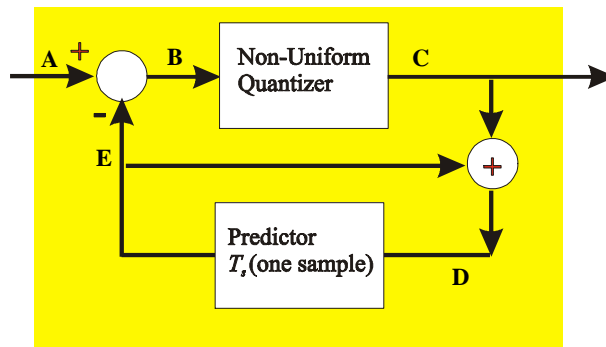 A
+
B
Non-Uniform
Quantizer
C
-
E
+
Predictor
Tₛ(one sample)
D